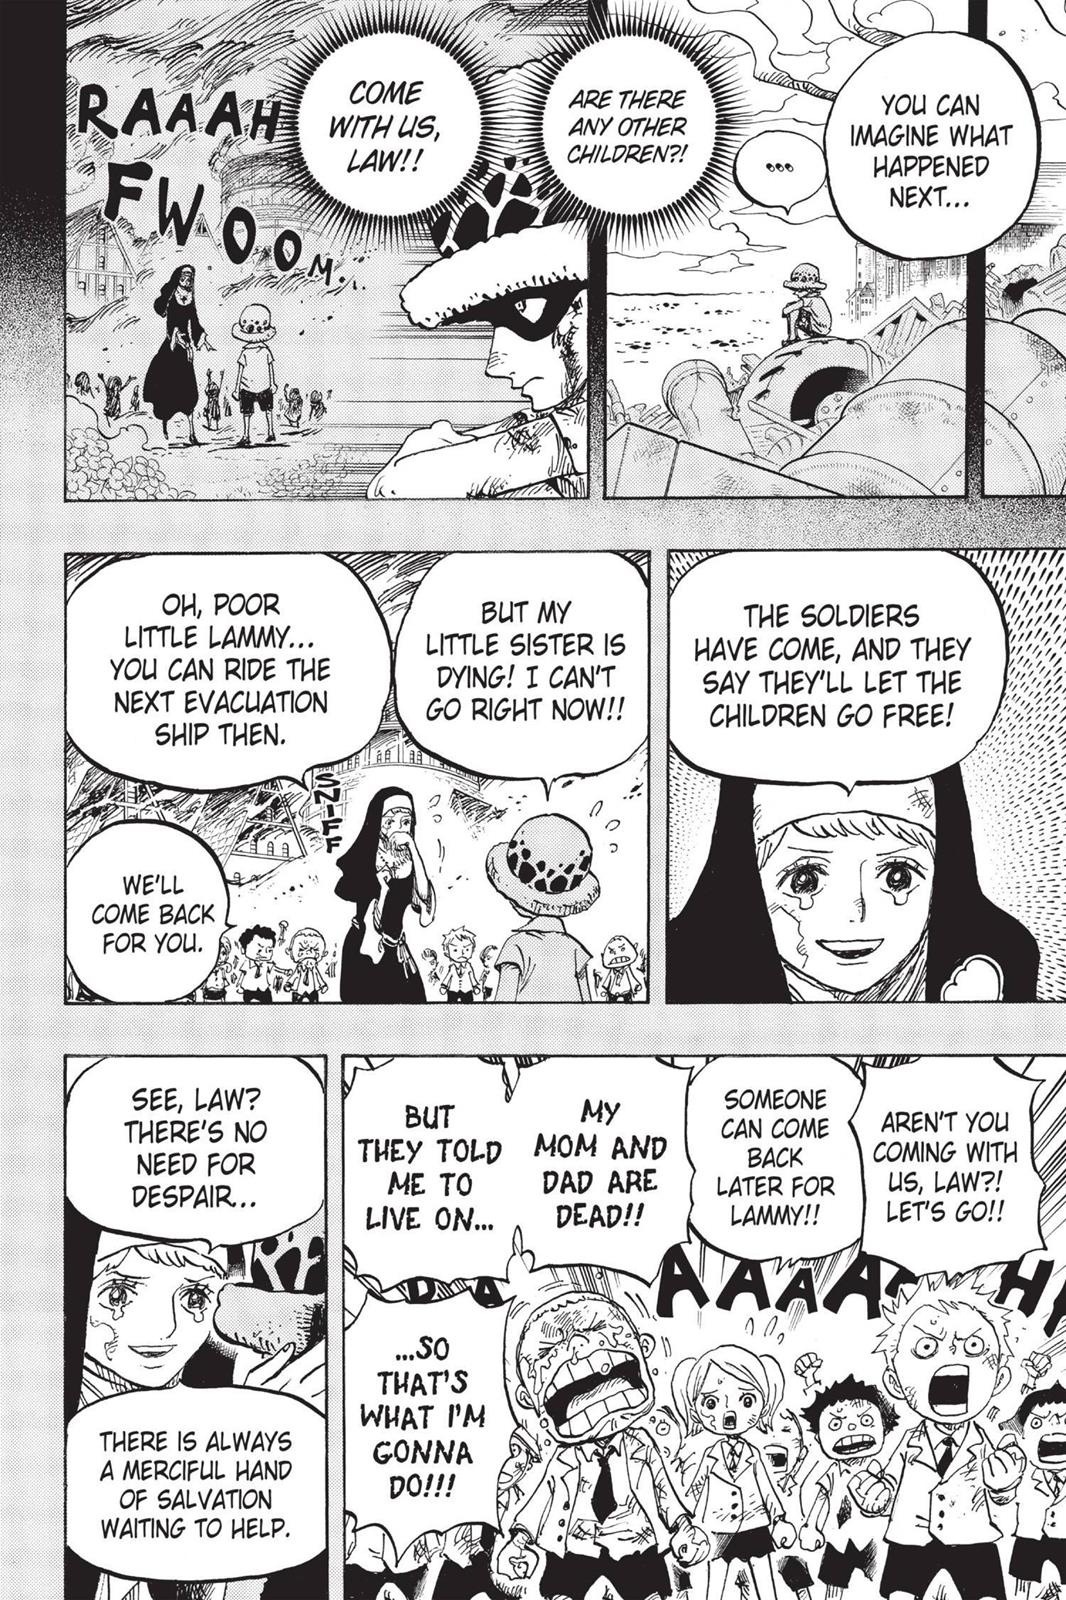 YOU CAN
IMAGINE WHAT
HAPPENED
NEXT...
...
ARE THERE
ANY OTHER
CHILDREN?!
COME
WITH US,
LAW!!
RAAAH
FWOOM..
THE SOLDIERS
HAVE COME, AND THEY
SAY THEY'LL LET THE
CHILDREN GO FREE!
BUT MY
LITTLE SISTER IS
DYING! I CAN'T
GO RIGHT NOW!!
OH, POOR
LITTLE LAMMY...
YOU CAN RIDE THE
NEXT EVACUATION
SHIP THEN.
SNIFF
WE'LL
COME BACK
FOR YOU.
AREN'T YOU
COMING WITH
US, LAW?!
LET'S GO!!
SOMEONE
CAN COME
BACK
LATER FOR
LAMMY!!
MY
MOM AND
DAD ARE
DEAD!!
BUT
THEY TOLD
ME TO
LIVE ON...
...SO
THAT'S
WHAT I'M
GONNA
DO!!!
SEE, LAW?
THERE'S NO
NEED FOR
DESPAIR...
THERE IS ALWAYS
A MERCIFUL HAND
OF SALVATION
WAITING TO HELP.